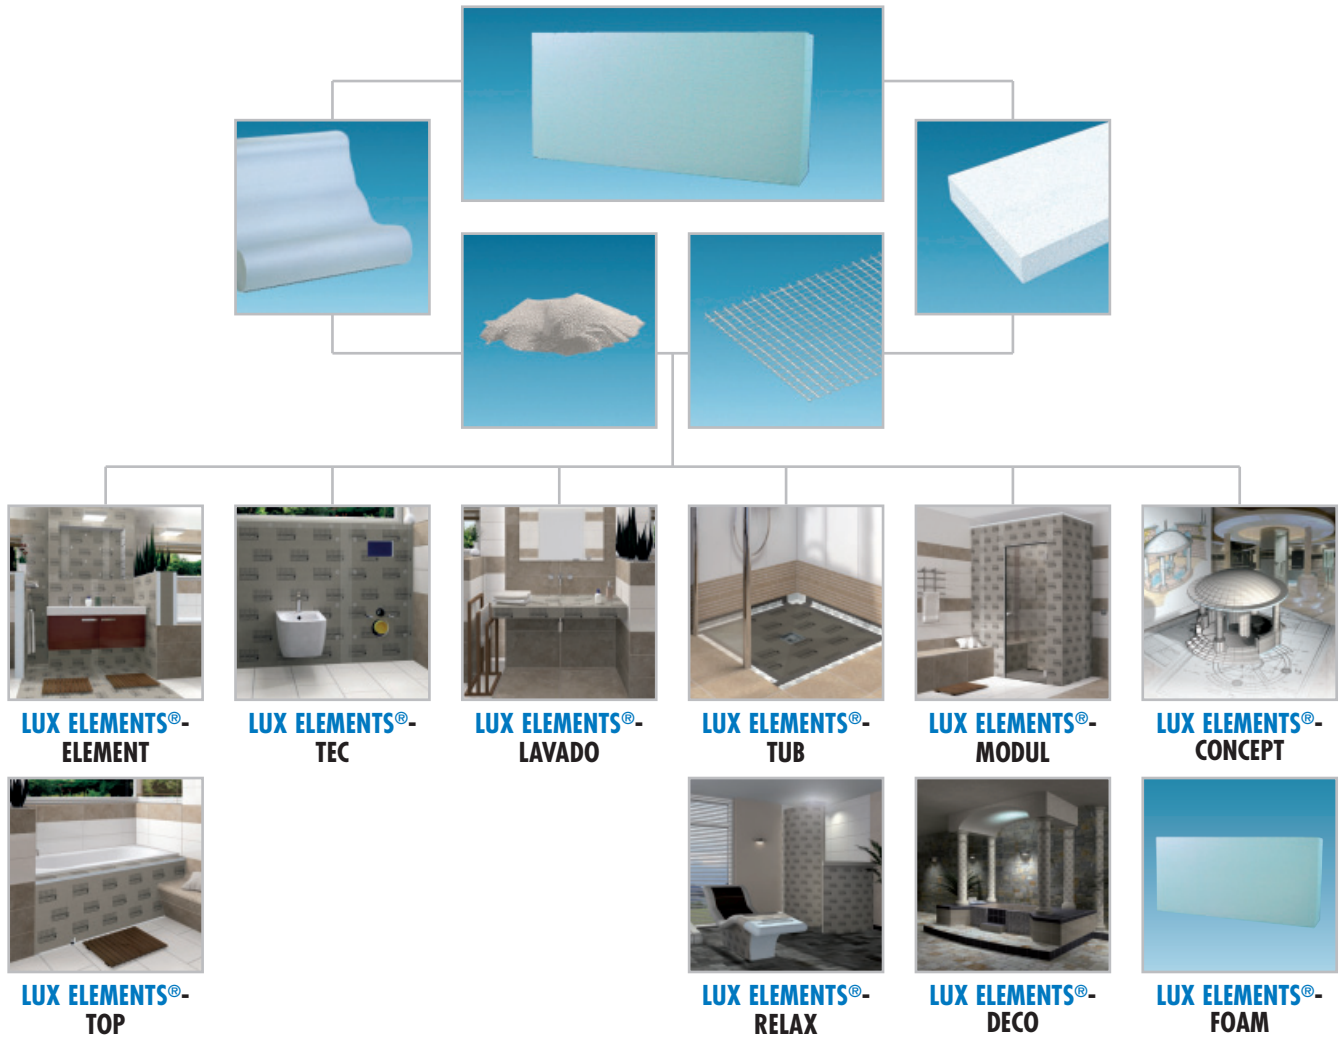 LUX ELEMENTS®-
ELEMENT
LUX ELEMENTS®-
TEC
LUX ELEMENTS®-
LAVADO
LUX ELEMENTS®-
TUB
LUX ELEMENTS®-
MODUL
LUX ELEMENTS®-
CONCEPT
LUX ELEMENTS®-
TOP
LUX ELEMENTS®-
RELAX
LUX ELEMENTS®-
DECO
LUX ELEMENTS®-
FOAM